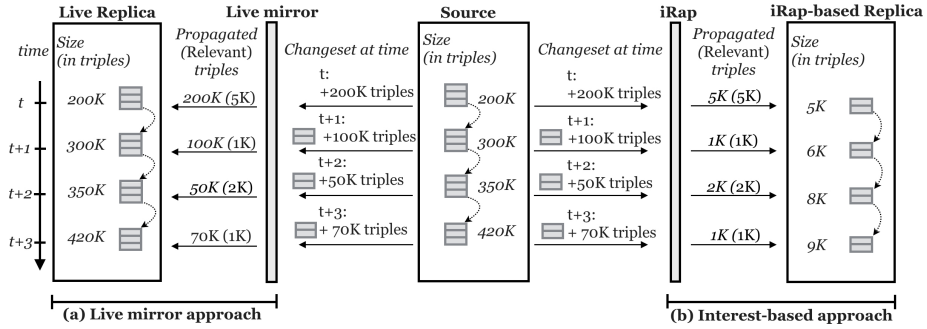 Live Replica Live mirror Source iRap iRap-based Replica
time
Size
(in triples)
Propagated
(Relevant)
triples
Changeset at time
Size
(in triples)
Changeset at time
Propagated
(Relevant)
triples
Size
(in triples)
t 200K 200K (5K) t: +200K triples 200K t: +200K triples 5K (5K) 5K
t+1 300K 100K (1K) t+1: +100K triples 300K t+1: +100K triples 1K (1K) 6K
t+2 350K 50K (2K) t+2: +50K triples 350K t+2: +50K triples 2K (2K) 8K
t+3 420K 70K (1K) t+3: + 70K triples 420K t+3: + 70K triples 1K (1K) 9K
(a) Live mirror approach (b) Interest-based approach